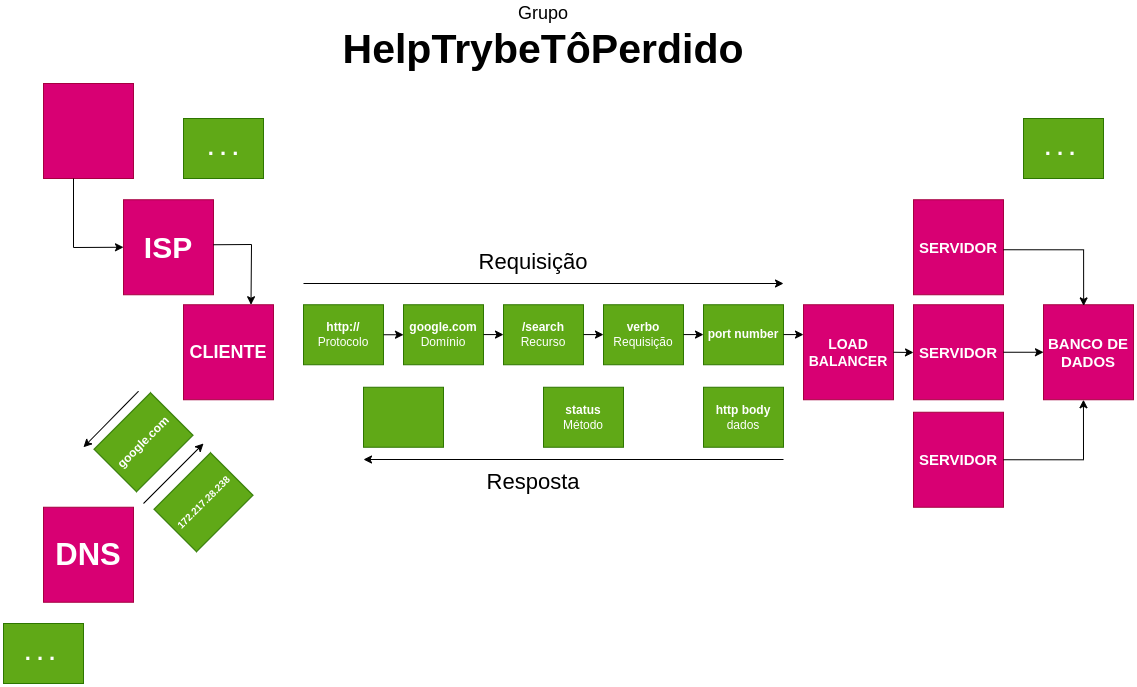 Grupo
HelpTrybeTôPerdido
. . .
. . .
ISP
SERVIDOR
Requisição
CLIENTE
http://
Protocolo
google.com
Domínio
/search
Recurso
verbo
Requisição
port number
LOAD
BALANCER
SERVIDOR
BANCO DE
DADOS
status
Método
http body
dados
google.com
172.217.28.238
SERVIDOR
Resposta
DNS
. . .